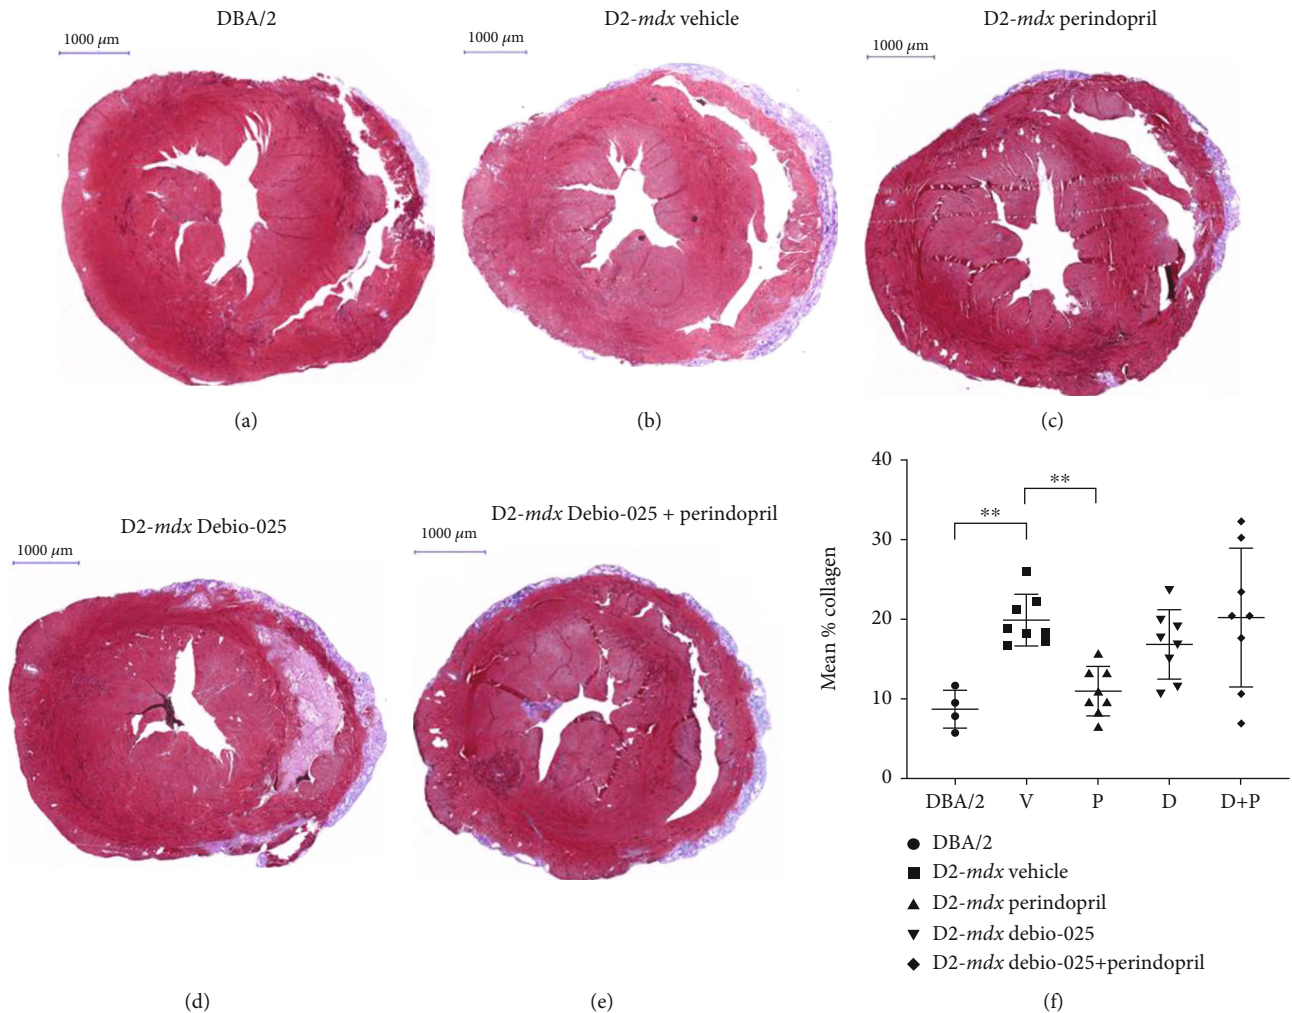 DBA/2
1000 μm
(a)
D2-mdx vehicle
1000 μm
(b)
D2-mdx perindopril
1000 μm
(c)
D2-mdx Debio-025
1000 μm
(d)
D2-mdx Debio-025 + perindopril
1000 μm
(e)
Mean % collagen
40
30
20
10
0
**
**
DBA/2 V P D D+P
DBA/2
D2-mdx vehicle
D2-mdx perindopril
D2-mdx debio-025
D2-mdx debio-025+perindopril
(f)